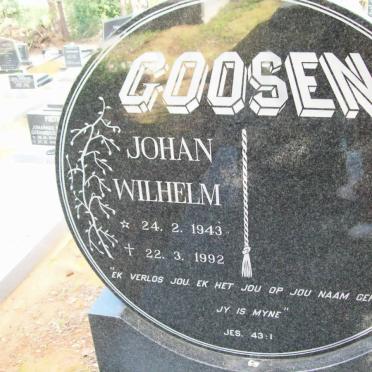 GOOSEN
JOHAN
WILHELM
☆ 24. 2. 1943
✝ 22. 3. 1992
"EK VERLOS JOU. EK HET JOU OP JOU NAAM
JY IS MYNE"
JES. 43:1